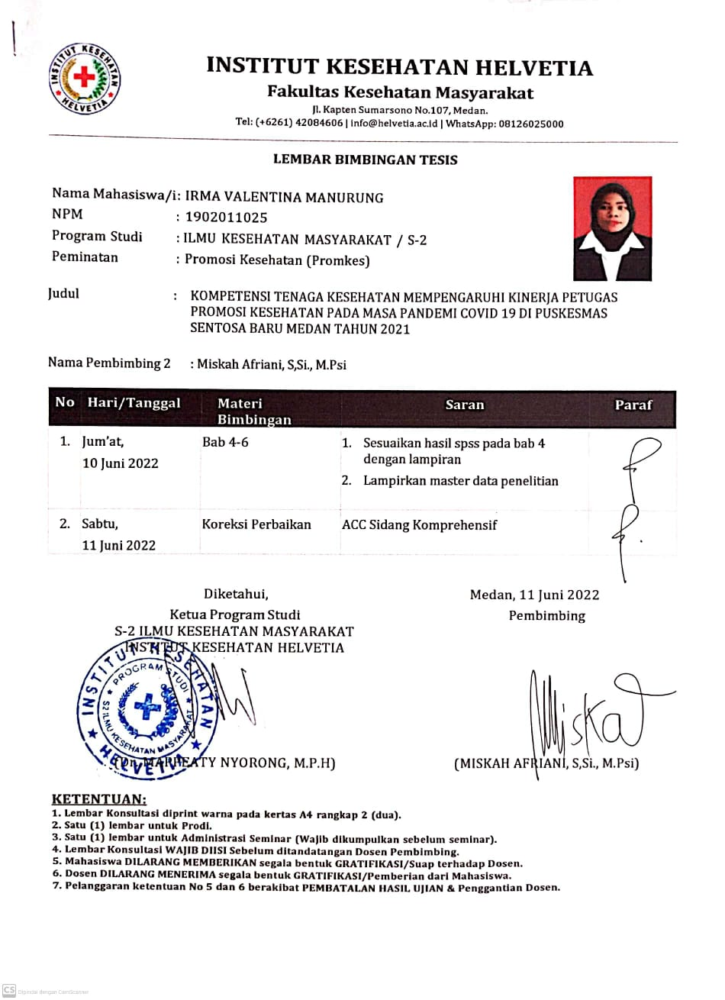 INSTITUT KESEHATAN
HELVETIA
INSTITUT KESEHATAN HELVETIA
Fakultas Kesehatan Masyarakat
Jl. Kapten Sumarsono No.107, Medan.
Tel: (+6261) 42084606 | info@helvetia.ac.id | WhatsApp: 08126025000
LEMBAR BIMBINGAN TESIS
Nama Mahasiswa/i: IRMA VALENTINA MANURUNG
NPM : 1902011025
Program Studi : ILMU KESEHATAN MASYARAKAT / S-2
Peminatan : Promosi Kesehatan (Promkes)
Judul : KOMPETENSI TENAGA KESEHATAN MEMPENGARUHI KINERJA PETUGAS
PROMOSI KESEHATAN PADA MASA PANDEMI COVID 19 DI PUSKESMAS
SENTOSA BARU MEDAN TAHUN 2021
Nama Pembimbing 2 : Miskah Afriani, S,Si., M.Psi
No Hari/Tanggal Materi Bimbingan Saran Paraf
1. Jum'at, Bab 4-6 1. Sesuaikan hasil spss pada bab 4
10 Juni 2022 dengan lampiran
2. Lampirkan master data penelitian
2. Sabtu, Koreksi Perbaikan ACC Sidang Komprehensif
11 Juni 2022
Diketahui, Medan, 11 Juni 2022
Ketua Program Studi Pembimbing
S-2 ILMU KESEHATAN MASYARAKAT
INSTITUT KESEHATAN HELVETIA
INSTITUT KESEHATAN
HELVETIA
PROGRAM STUDI
S2 ILMU KESEHATAN MASYARAKAT
Miskat
(Dr. MAPPEATY NYORONG, M.P.H) (MISKAH AFRIANI, S,Si., M.Psi)
KETENTUAN:
1. Lembar Konsultasi diprint warna pada kertas A4 rangkap 2 (dua).
2. Satu (1) lembar untuk Prodi.
3. Satu (1) lembar untuk Administrasi Seminar (Wajib dikumpulkan sebelum seminar).
4. Lembar Konsultasi WAJIB DIISI Sebelum ditandatangan Dosen Pembimbing.
5. Mahasiswa DILARANG MEMBERIKAN segala bentuk GRATIFIKASI/Suap terhadap Dosen.
6. Dosen DILARANG MENERIMA segala bentuk GRATIFIKASI/Pemberian dari Mahasiswa.
7. Pelanggaran ketentuan No 5 dan 6 berakibat PEMBATALAN HASIL UJIAN & Penggantian Dosen.
CS Dipindai dengan CamScanner